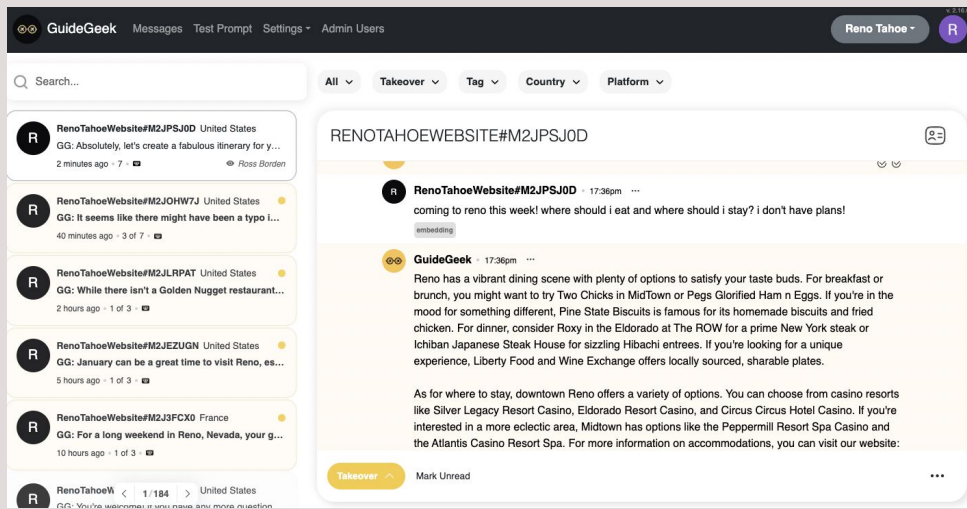 v. 2.16.
GuideGeek Messages Test Prompt Settings Admin Users
Reno Tahoe
R
Search...
All Takeover Tag Country Platform
R
RenoTahoeWebsite#M2JPSJ0D United States
GG: Absolutely, let's create a fabulous itinerary for y...
2 minutes ago • 7 •
Ross Borden
R
RenoTahoeWebsite#M2JOHW7J United States
GG: It seems like there might have been a typo i...
40 minutes ago • 3 of 7 •
R
RenoTahoeWebsite#M2JLRPAT United States
GG: While there isn't a Golden Nugget restaurant...
2 hours ago • 1 of 3 •
R
RenoTahoeWebsite#M2JEZUGN United States
GG: January can be a great time to visit Reno, es...
5 hours ago • 1 of 3 •
R
RenoTahoeWebsite#M2J3FCX0 France
GG: For a long weekend in Reno, Nevada, your g...
10 hours ago • 1 of 3 •
R
RenoTahoeW
United States
< 1/184 >
GG: You're welcome! If you have any more question
RENOTAHOEWEBSITE#M2JPSJ0D
R
RenoTahoeWebsite#M2JPSJ0D • 17:36pm ...
coming to reno this week! where should i eat and where should i stay? i don't have plans!
embedding
GuideGeek • 17:36pm ...
Reno has a vibrant dining scene with plenty of options to satisfy your taste buds. For breakfast or
brunch, you might want to try Two Chicks in MidTown or Pegs Glorified Ham n Eggs. If you're in the
mood for something different, Pine State Biscuits is famous for its homemade biscuits and fried
chicken. For dinner, consider Roxy in the Eldorado at The ROW for a prime New York steak or
Ichiban Japanese Steak House for sizzling Hibachi entrees. If you're looking for a unique
experience, Liberty Food and Wine Exchange offers locally sourced, sharable plates.
As for where to stay, downtown Reno offers a variety of options. You can choose from casino resorts
like Silver Legacy Resort Casino, Eldorado Resort Casino, and Circus Circus Hotel Casino. If you're
interested in a more eclectic area, Midtown has options like the Peppermill Resort Spa Casino and
the Atlantis Casino Resort Spa. For more information on accommodations, you can visit our website:
Takeover Mark Unread ...